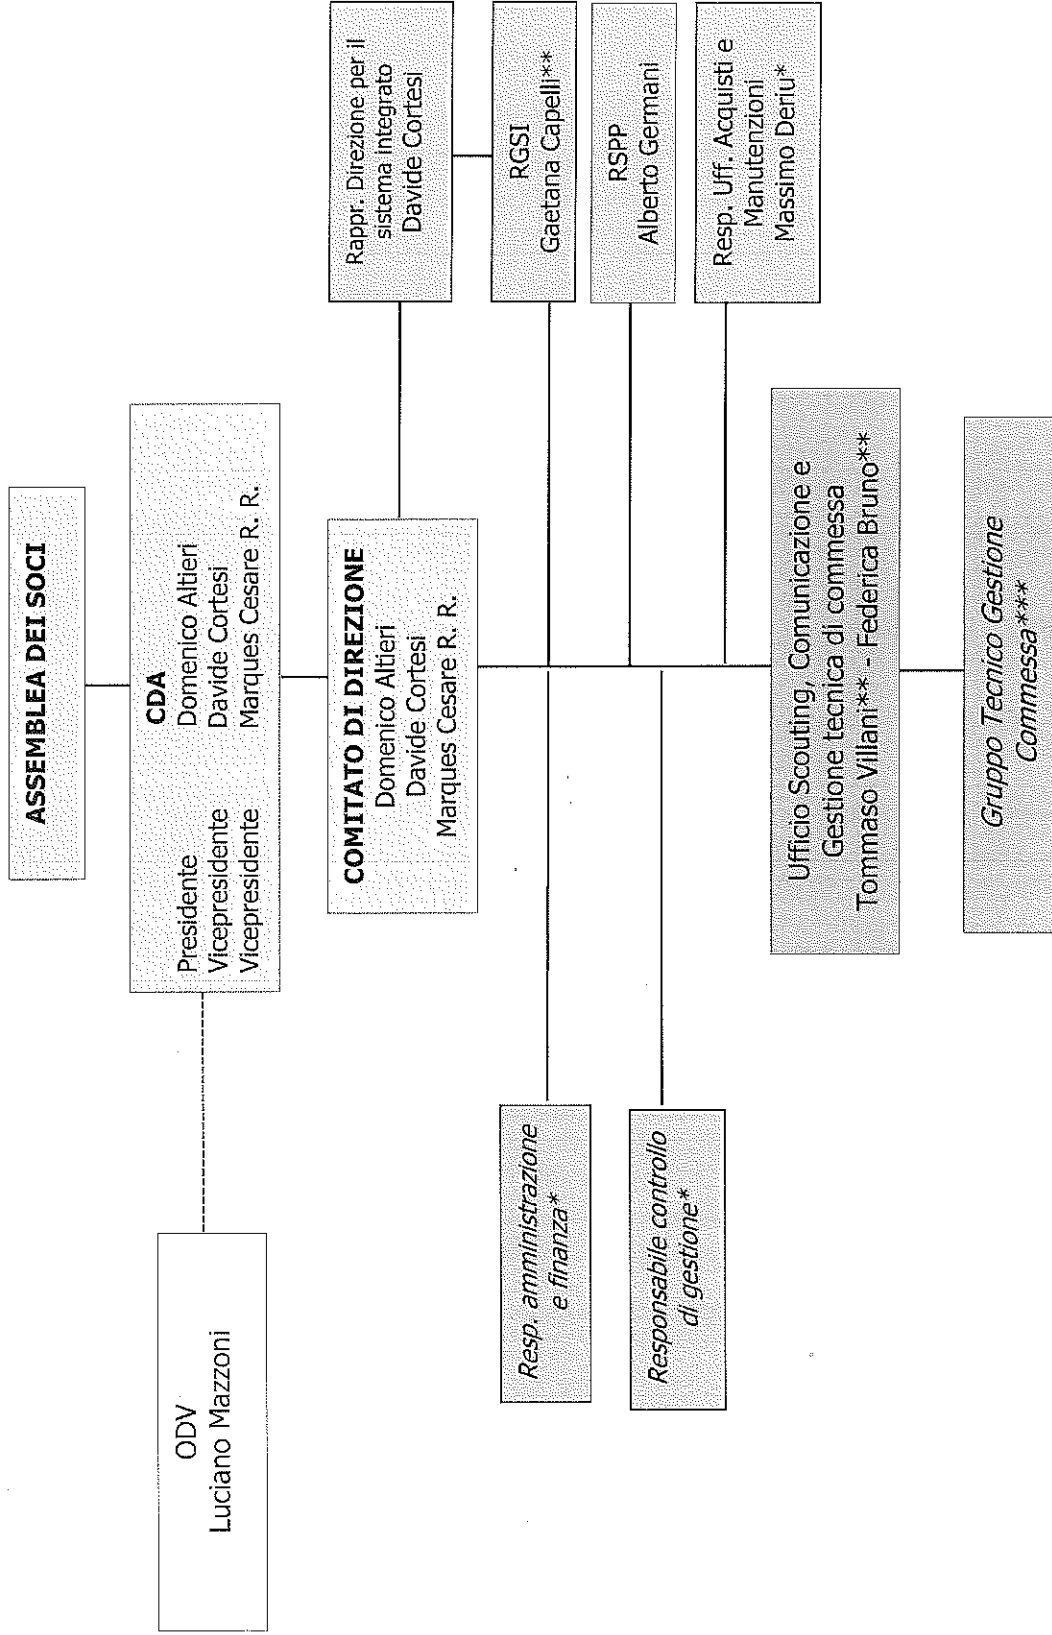 ASSEMBLEA DEI SOCI
CDA
Presidente Domenico Altieri
Vicepresidente Davide Cortesi
Vicepresidente Marques Cesare R. R.
ODV
Luciano Mazzoni
COMITATO DI DIREZIONE
Domenico Altieri
Davide Cortesi
Marques Cesare R. R.
Rappr. Direzione per il
sistema integrato
Davide Cortesi
RGSI
Gaetana Capelli**
RSPP
Alberto Germani
Resp. Uff. Acquisti e
Manutenzioni
Massimo Deriu*
Resp. amministrazione
e finanza*
Responsabile controllo
di gestione*
Ufficio Scouting, Comunicazione e
Gestione tecnica di commessa
Tommaso Villani** - Federica Bruno**
Gruppo Tecnico Gestione
Commessa***